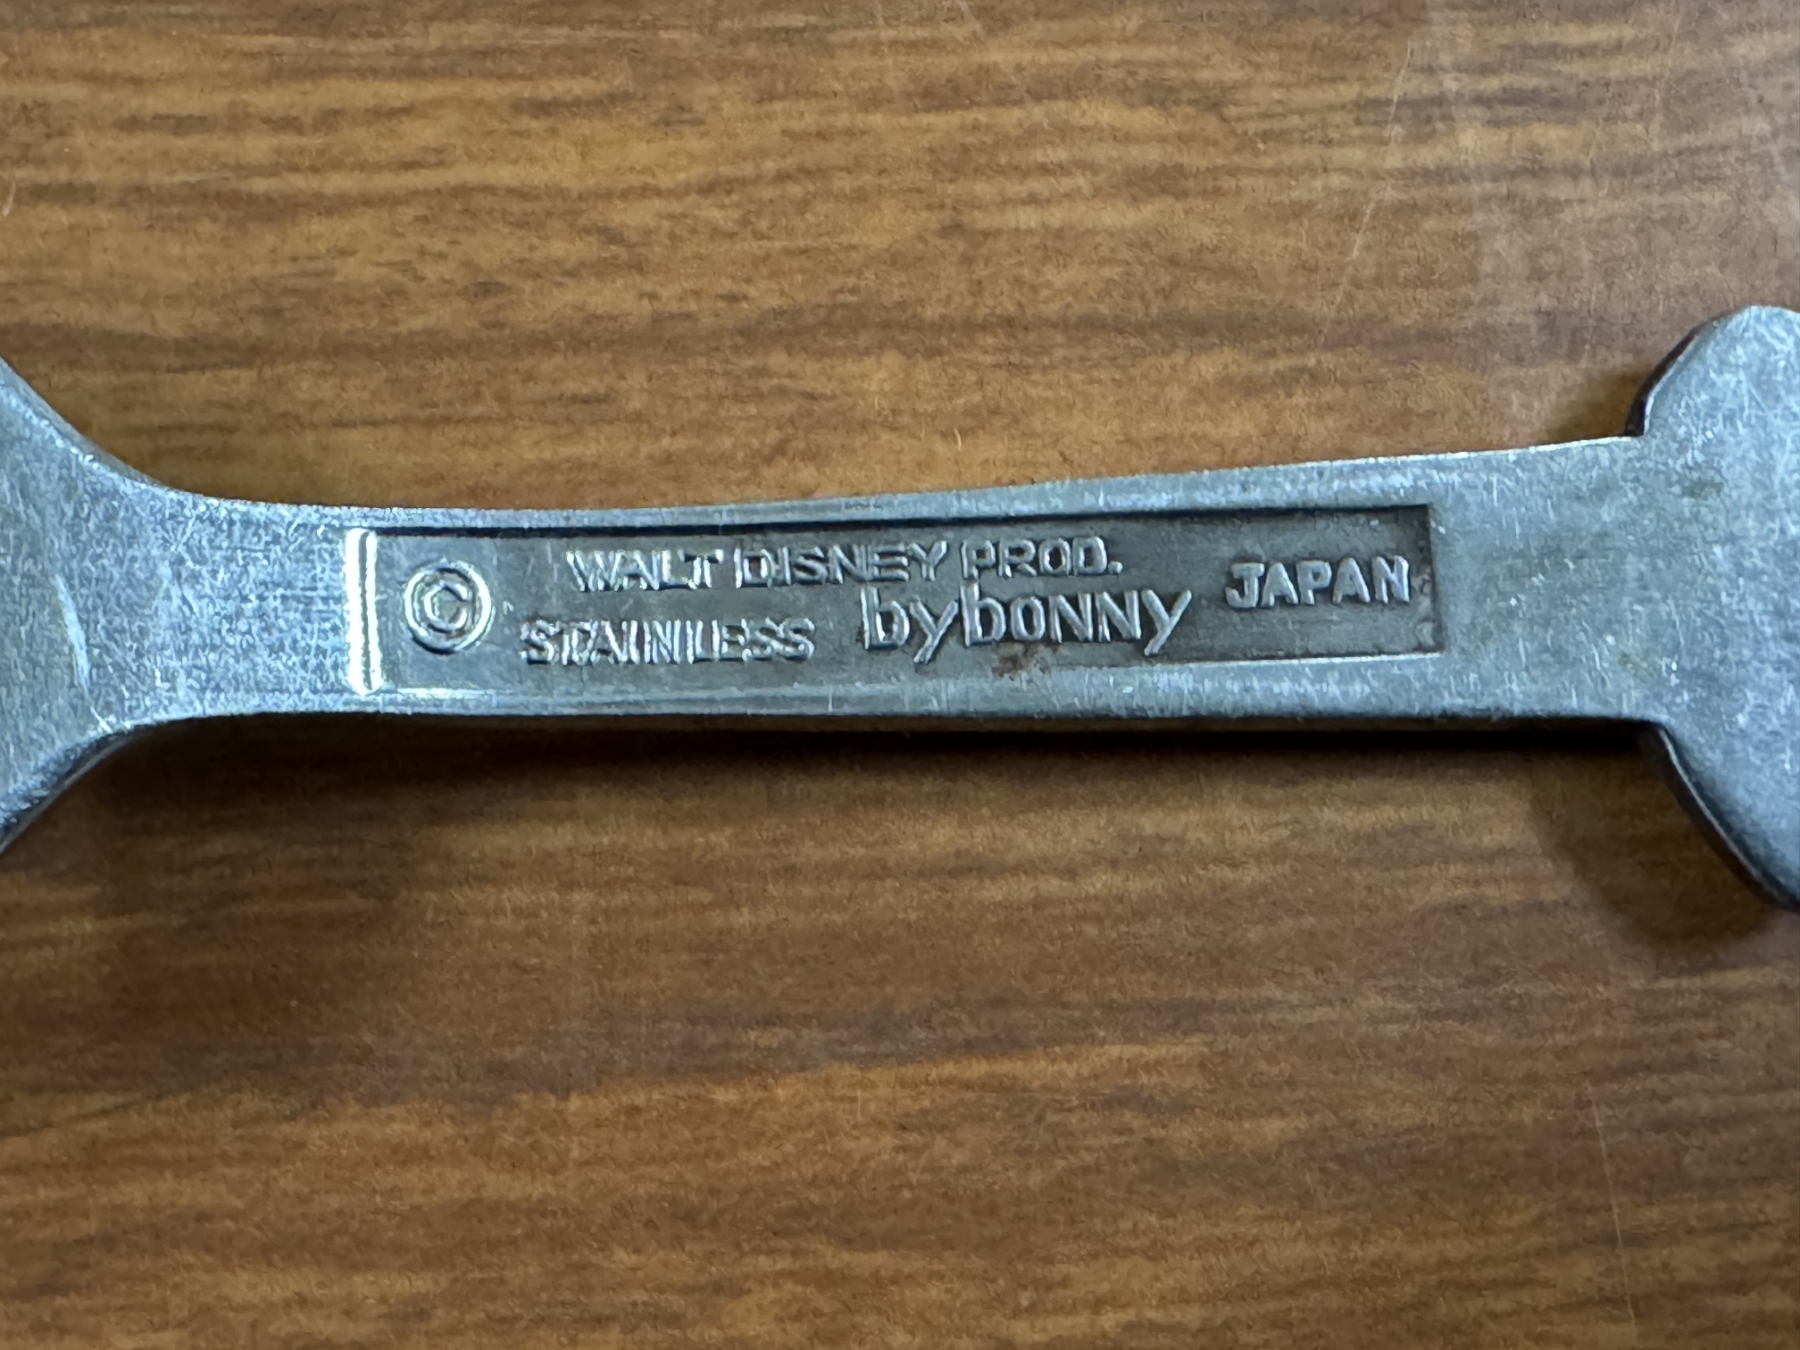 © WALT DISNEY PROD.
STAINLESS bybonny JAPAN